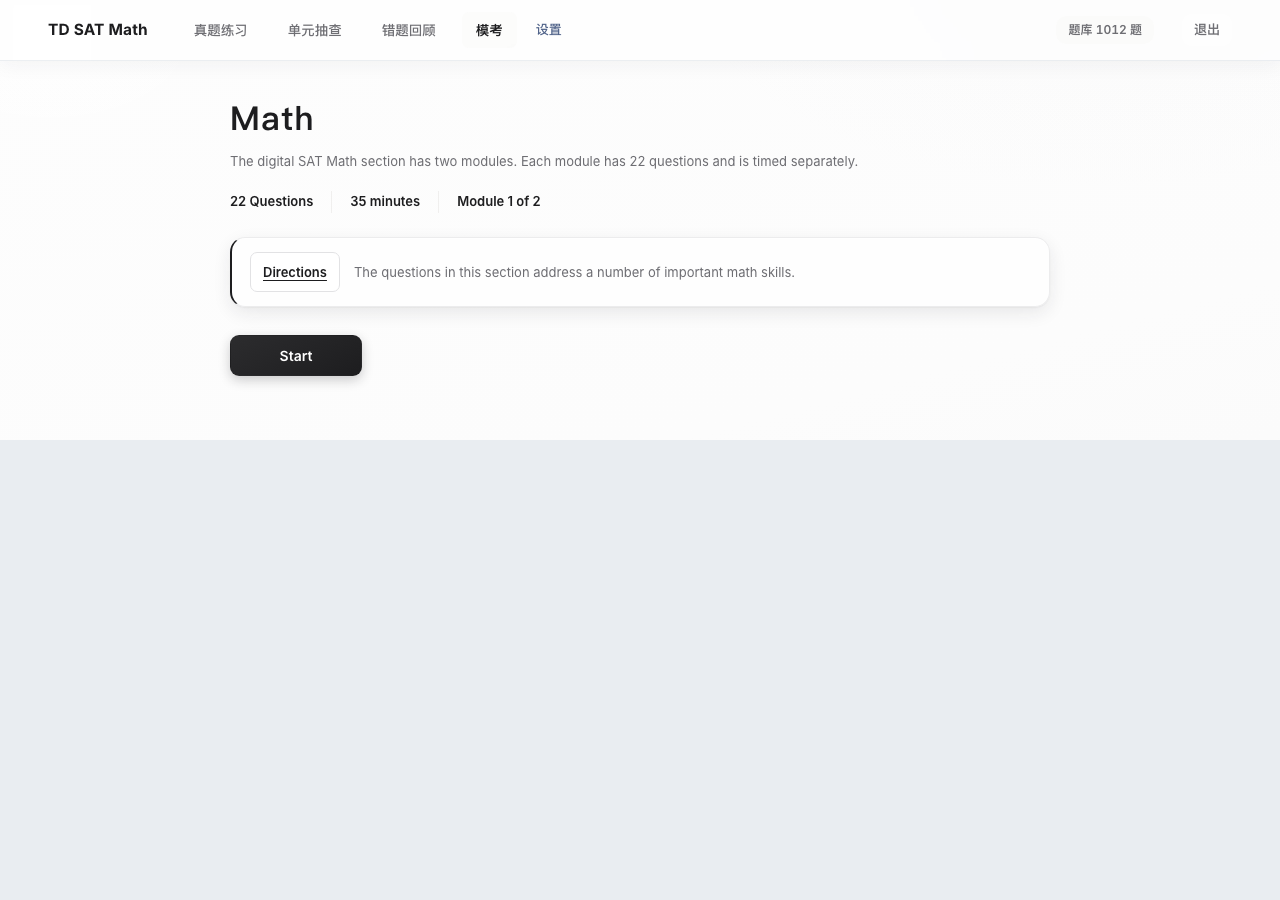 TD SAT Math 真题练习 单元抽查 错题回顾 模考 设置 题库 1012 题 退出
Math
The digital SAT Math section has two modules. Each module has 22 questions and is timed separately.
22 Questions 35 minutes Module 1 of 2
Directions The questions in this section address a number of important math skills.
Start